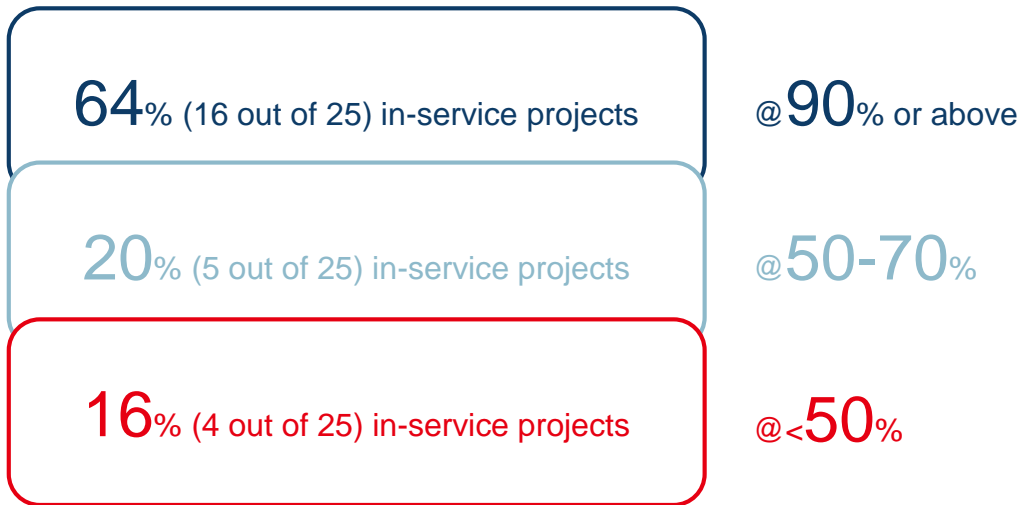 64% (16 out of 25) in-service projects @90% or above
20% (5 out of 25) in-service projects @50-70%
16% (4 out of 25) in-service projects @<50%